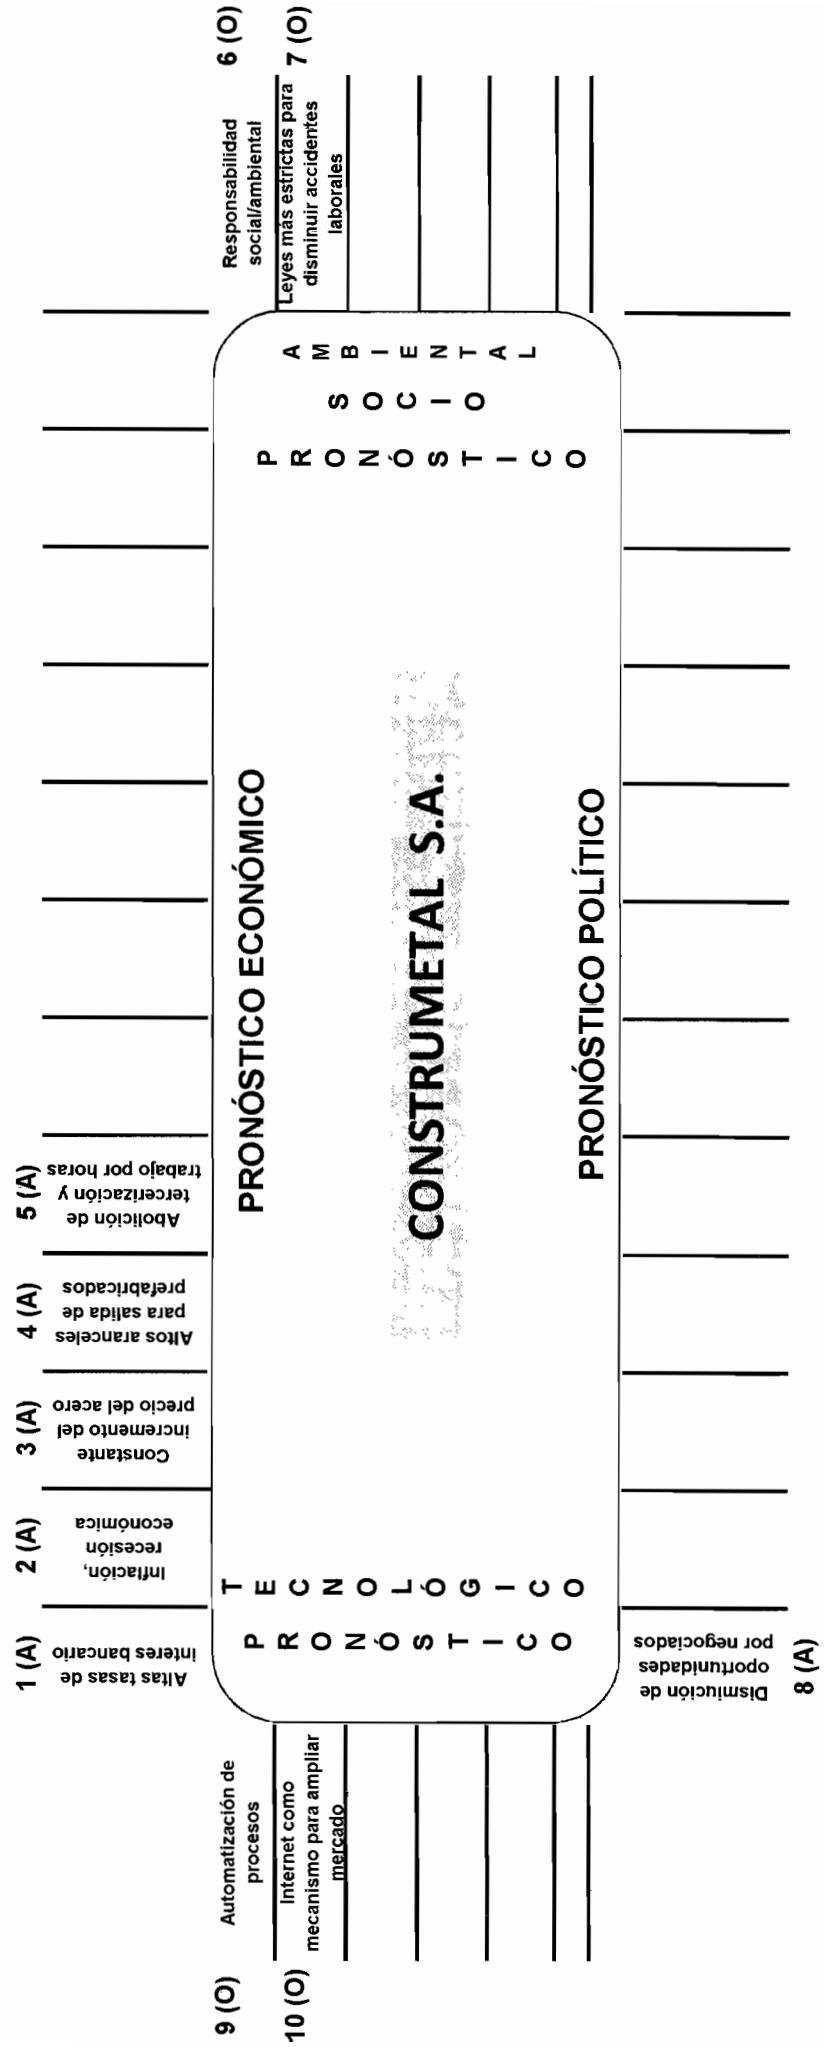 1 (A)
Altas tasas de
interes bancario
2 (A)
Inflación,
recesión
económica
3 (A)
Constante
incremento del
precio del acero
4 (A)
Altos aranceles
para salida de
prefabricados
5 (A)
Abolición de
tercerización y
trabajo por horas
PRONÓSTICO ECONÓMICO
PRONÓSTICO
TECNOLÓGICO
CONSTRUMETAL S.A.
PRONÓSTICO
SOCIO
AMBIENTAL
PRONÓSTICO POLÍTICO
9 (O)
Automatización de
procesos
10 (O)
Internet como
mecanismo para ampliar
mercado
Responsabilidad
social/ambiental
6 (O)
Leyes más estrictas para
disminuir accidentes
laborales
7 (O)
Dismiución de
oportunidades
por negociados
8 (A)